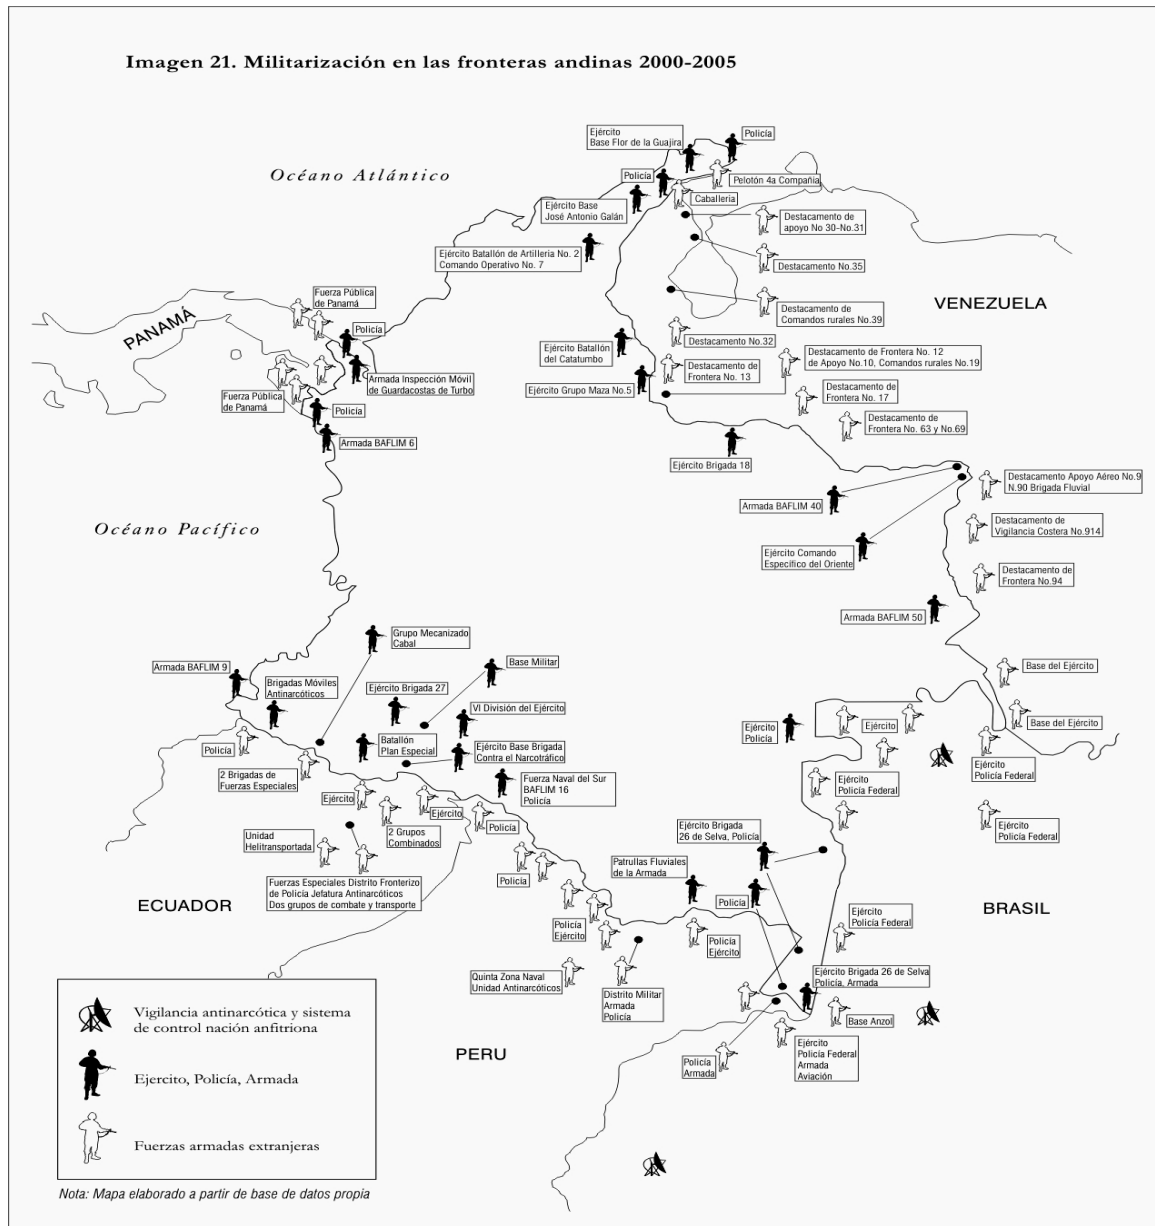 Imagen 21. Militarización en las fronteras andinas 2000-2005
Océano Atlántico
Ejército
Base Flor de la Guajira
Policía
Policía
Pelotón 4a Compañia
Caballeria
Ejército Base
José Antonio Galán
Destacamento de
apoyo No 30-No.31
Ejército Batallón de Artilleria No. 2
Comando Operativo No. 7
Destacamento No.35
VENEZUELA
Fuerza Pública
de Panamá
PANAMÁ
Destacamento de
Comandos rurales No.39
Policía
Destacamento No.32
Ejército Batallón
del Catatumbo
Destacamento de Frontera No. 12
de Apoyo No.10, Comandos rurales No.19
Destacamento de
Frontera No. 13
Armada Inspección Móvil
de Guardacostas de Turbo
Ejército Grupo Maza No.5
Destacamento de
Frontera No. 17
Fuerza Pública
de Panamá
Policía
Destacamento de
Frontera No. 63 y No.69
Armada BAFLIM 6
Ejército Brigada 18
Destacamento Apoyo Aéreo No.9
N.90 Brigada Fluvial
Armada BAFLIM 40
Océano Pacífico
Destacamento de
Vigilancia Costera No.914
Ejército Comando
Específico del Oriente
Destacamento de
Frontera No.94
Armada BAFLIM 50
Grupo Mecanizado
Cabal
Base Militar
Armada BAFLIM 9
Base del Ejército
Brigadas Móviles
Antinarcóticos
Ejército Brigada 27
VI División del Ejército
Base del Ejército
Ejército
Policía
Ejército
Policía
Batallón
Plan Especial
Ejército Base Brigada
Contra el Narcotráfico
Ejército
Policía Federal
2 Brigadas de
Fuerzas Especiales
Fuerza Naval del Sur
BAFLIM 16
Policía
Ejército
Policía Federal
Ejército
Ejército
Policía
2 Grupos
Combinados
Unidad
Helitransportada
Ejército Brigada
26 de Selva, Policía
Ejército
Policía Federal
Policía
Patrullas Fluviales
de la Armada
Fuerzas Especiales Distrito Fronterizo
de Policía Jefatura Antinarcóticos
Dos grupos de combate y transporte
Policía
ECUADOR
BRASIL
Policía
Ejército
Ejército
Policía Federal
Policía
Ejército
Quinta Zona Naval
Unidad Antinarcóticos
Distrito Militar
Armada
Policía
Ejército Brigada 26 de Selva
Policía, Armada
Base Anzol
PERU
Policía
Armada
Ejército
Policía Federal
Armada
Aviación
Vigilancia antinarcótica y sistema
de control nación anfitriona
Ejercito, Policía, Armada
Fuerzas armadas extranjeras
Nota: Mapa elaborado a partir de base de datos propia